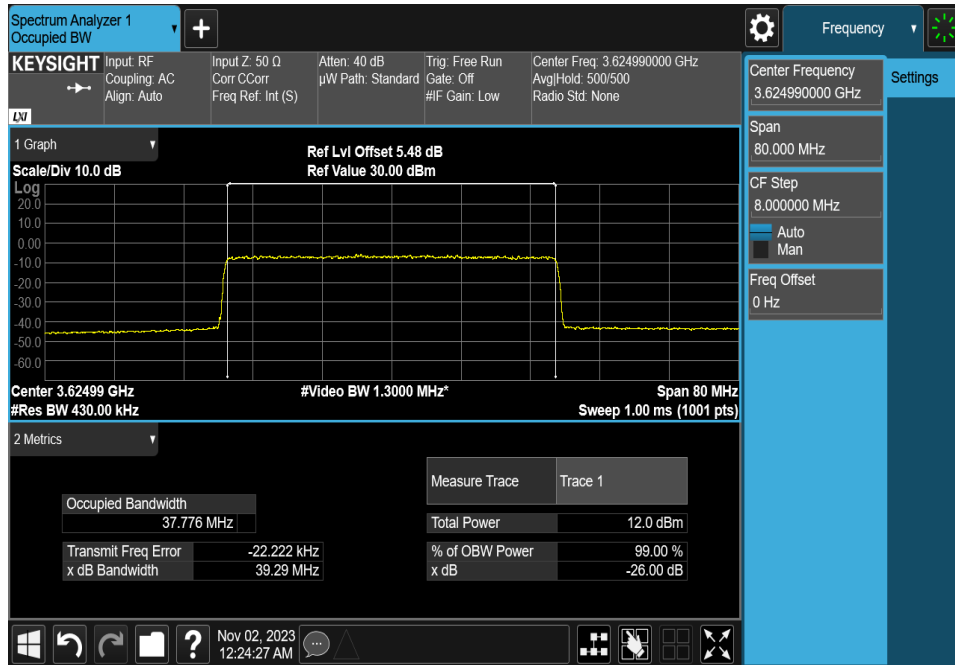 Spectrum Analyzer 1
Occupied BW
Frequency
KEYSIGHT
Input: RF
Coupling: AC
Align: Auto
Input Z: 50 Ω
Corr CCorr
Freq Ref: Int (S)
Atten: 40 dB
µW Path: Standard
Trig: Free Run
Gate: Off
#IF Gain: Low
Center Freq: 3.624990000 GHz
Avg|Hold: 500/500
Radio Std: None
LXI
Center Frequency
3.624990000 GHz
Settings
Span
80.000 MHz
CF Step
8.000000 MHz
Auto
Man
Freq Offset
0 Hz
1 Graph
Scale/Div 10.0 dB
Ref Lvl Offset 5.48 dB
Ref Value 30.00 dBm
Log
20.0
10.0
0.00
-10.0
-20.0
-30.0
-40.0
-50.0
-60.0
Center 3.62499 GHz
#Video BW 1.3000 MHz*
Span 80 MHz
#Res BW 430.00 kHz
Sweep 1.00 ms (1001 pts)
2 Metrics
Measure Trace
Trace 1
Occupied Bandwidth
37.776 MHz
Total Power
12.0 dBm
Transmit Freq Error
-22.222 kHz
% of OBW Power
99.00 %
x dB Bandwidth
39.29 MHz
x dB
-26.00 dB
?
Nov 02, 2023
12:24:27 AM